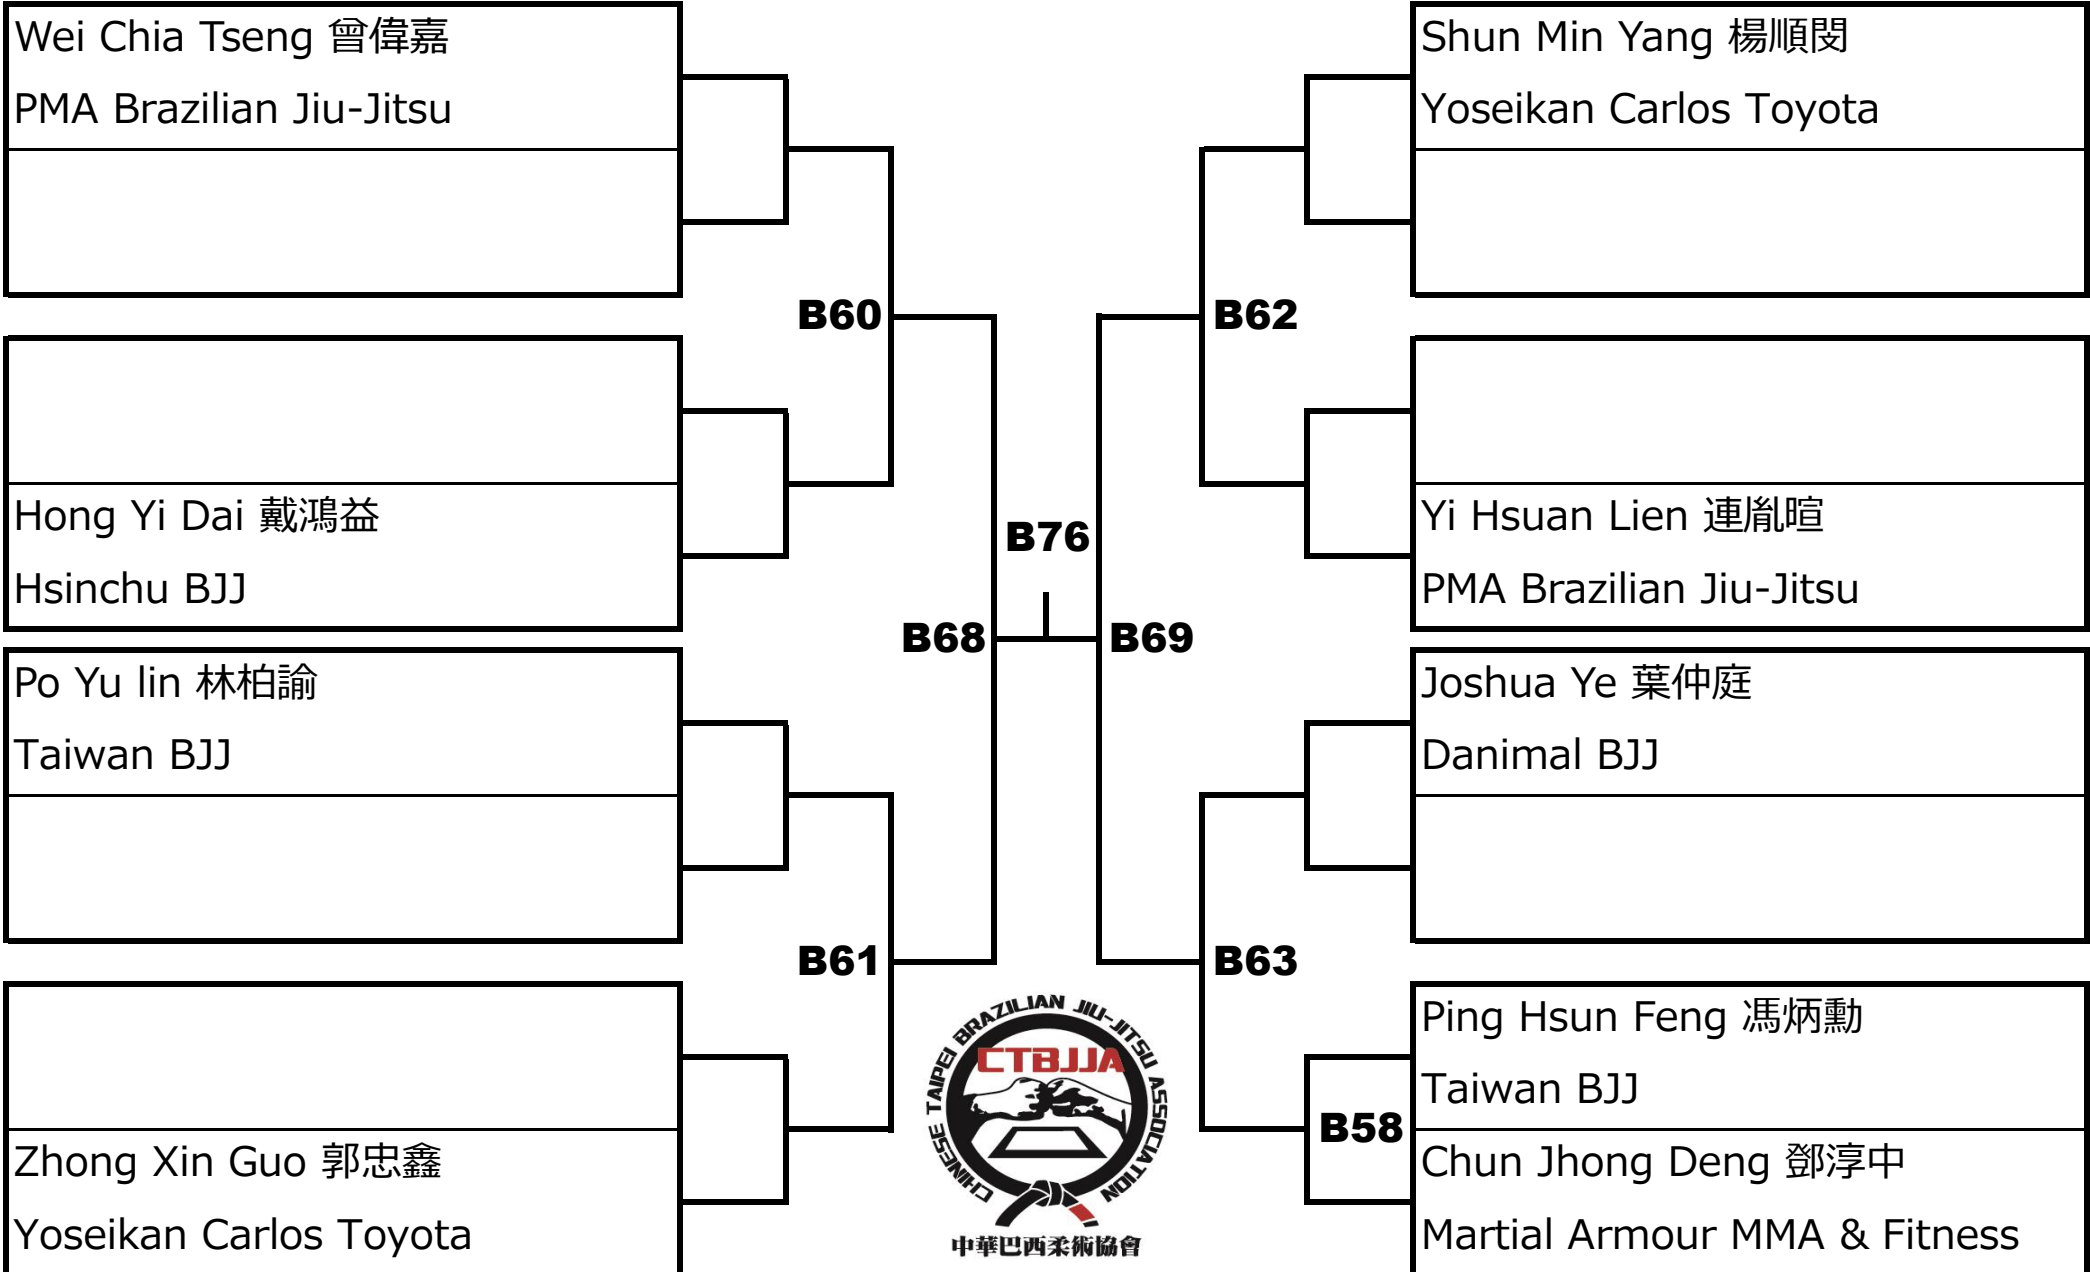 Wei Chia Tseng 曾偉嘉
PMA Brazilian Jiu-Jitsu
B60
Hong Yi Dai 戴鴻益
Hsinchu BJJ
B68
Po Yu lin 林柏諭
Taiwan BJJ
B61
Zhong Xin Guo 郭忠鑫
Yoseikan Carlos Toyota
B76
CHINESE TAIPEI BRAZILIAN JIU-JITSU ASSOCIATION
CTBJJA
中華巴西柔術協會
Shun Min Yang 楊順閔
Yoseikan Carlos Toyota
B62
Yi Hsuan Lien 連胤暄
PMA Brazilian Jiu-Jitsu
B69
Joshua Ye 葉仲庭
Danimal BJJ
B63
Ping Hsun Feng 馮炳勳
Taiwan BJJ
B58
Chun Jhong Deng 鄧淳中
Martial Armour MMA & Fitness